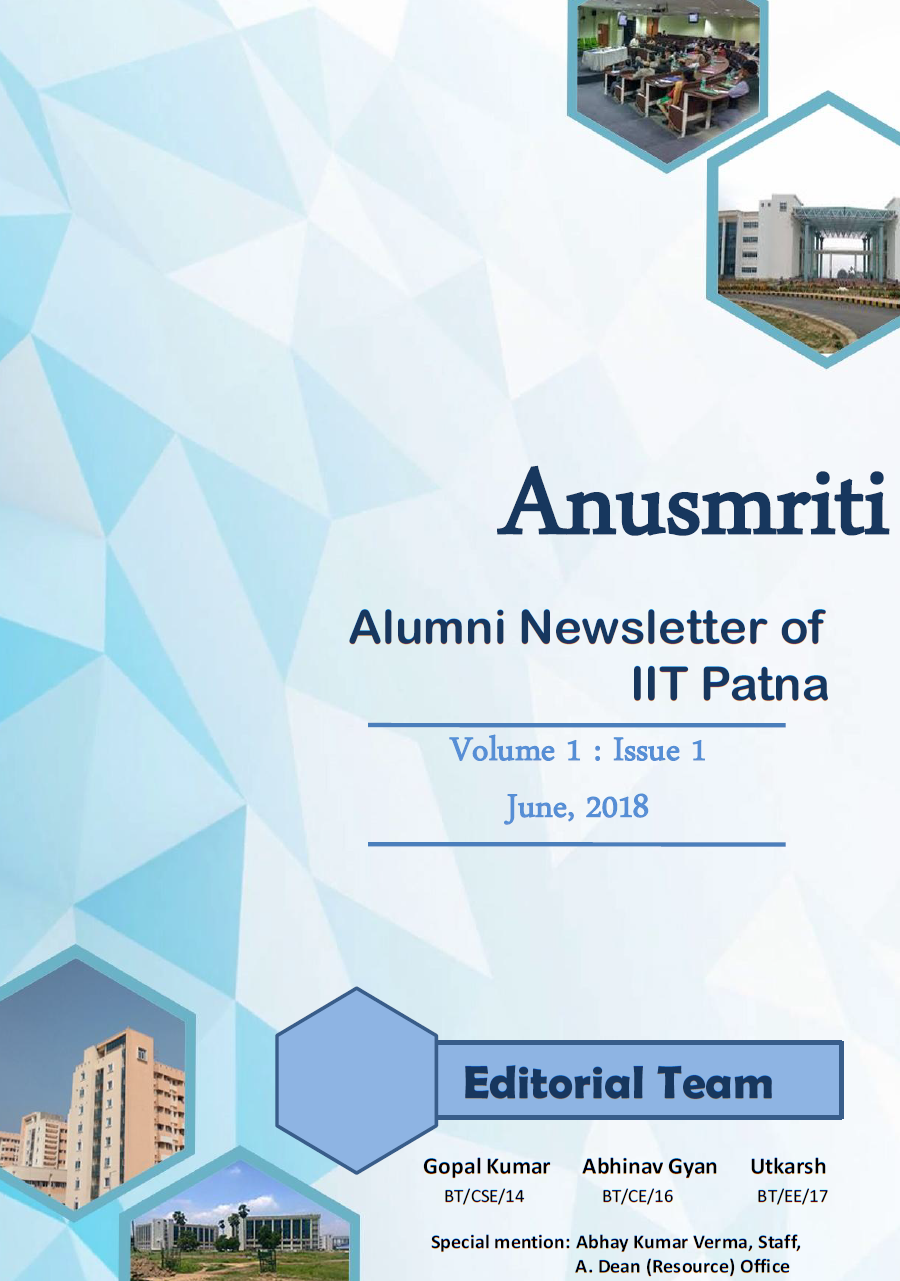 Anusmriti
Alumni Newsletter of
IIT Patna
Volume 1 : Issue 1
June, 2018
Editorial Team
Gopal Kumar Abhinav Gyan Utkarsh
BT/CSE/14 BT/CE/16 BT/EE/17
Special mention: Abhay Kumar Verma, Staff,
A. Dean (Resource) Office